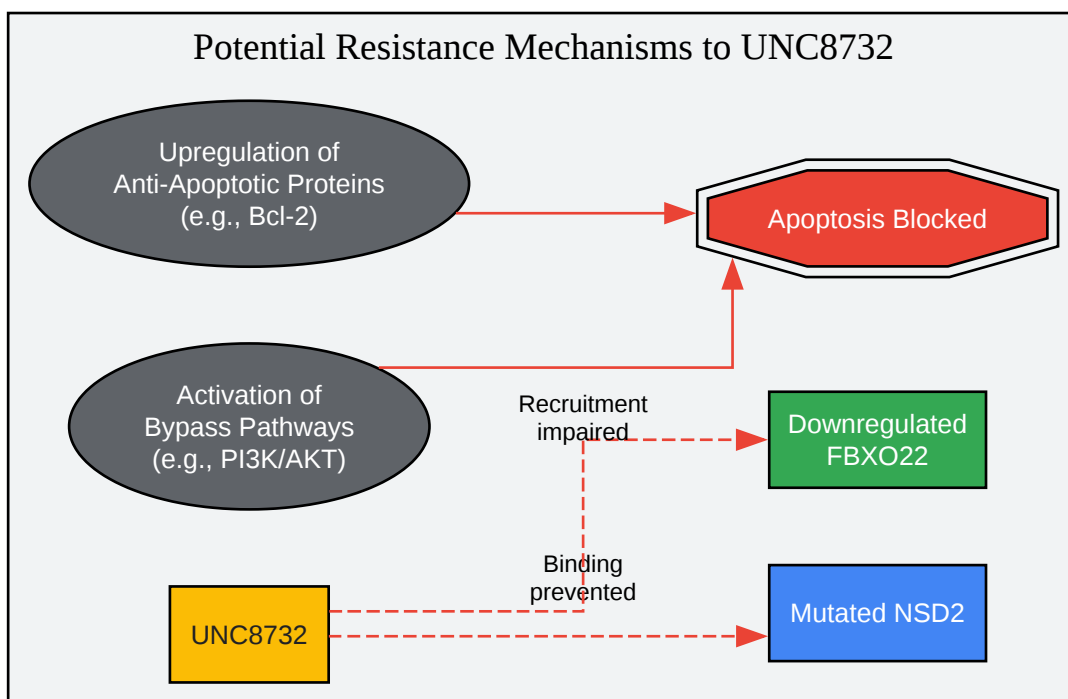 Potential Resistance Mechanisms to UNC8732
Upregulation of
Anti-Apoptotic Proteins
(e.g., Bcl-2)
Apoptosis Blocked
Activation of
Bypass Pathways
(e.g., PI3K/AKT)
Recruitment
impaired
Downregulated
FBXO22
Binding
prevented
UNC8732
Mutated NSD2